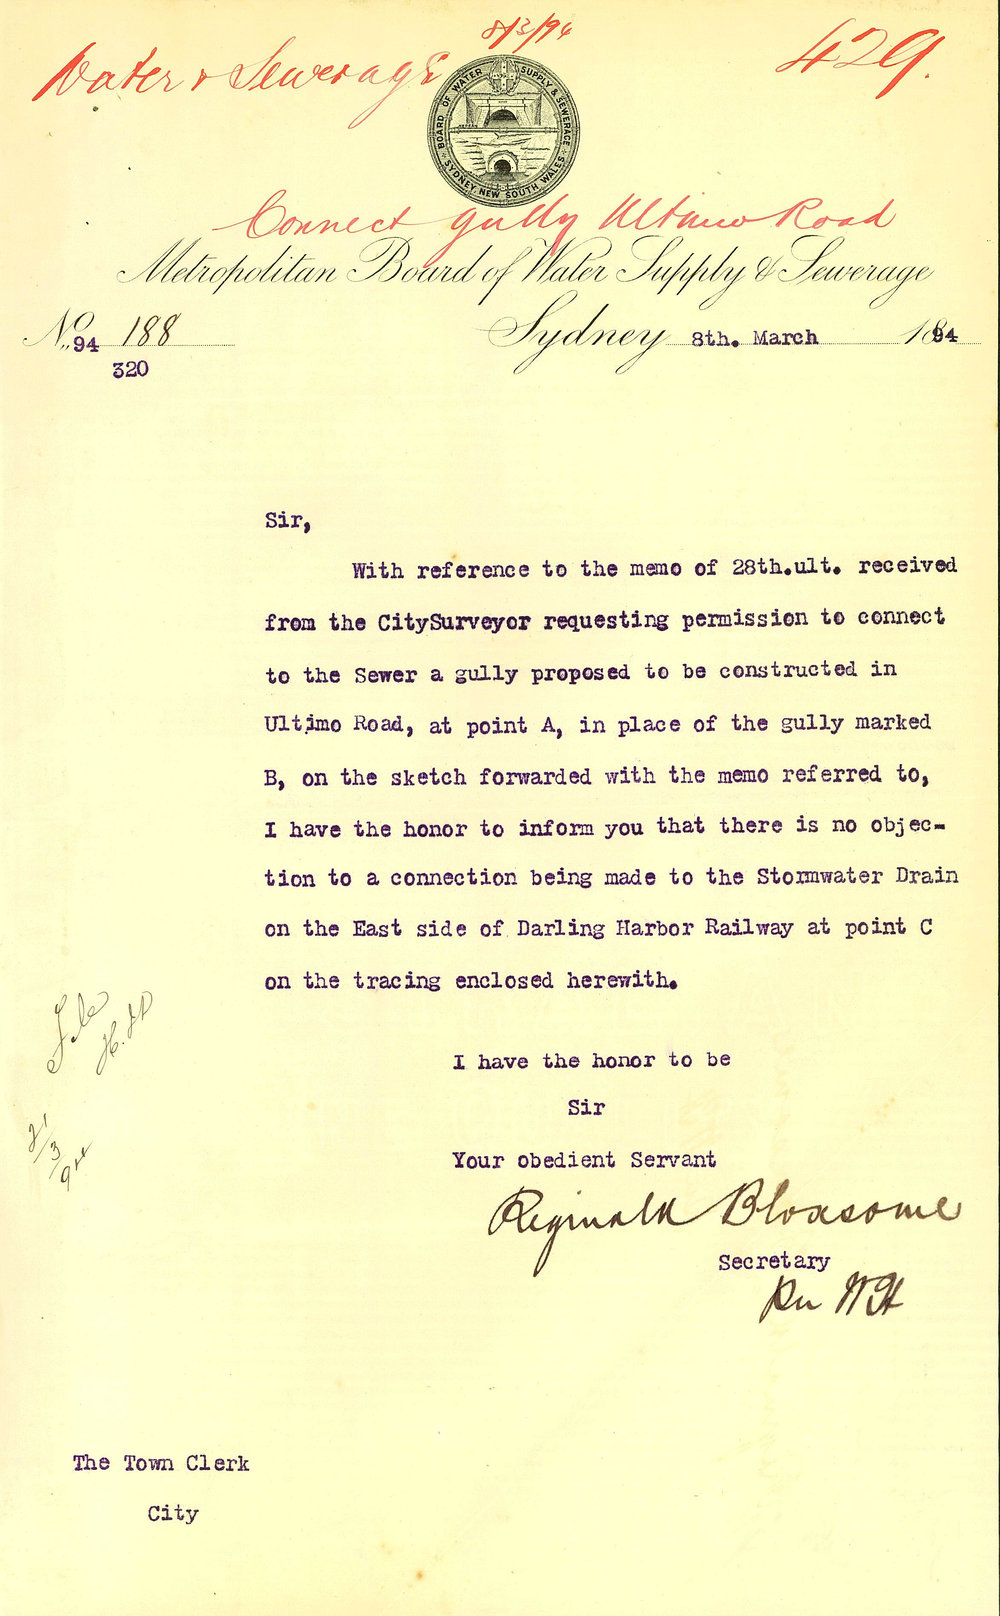 8/3/94
Water & Sewerage
429.
BOARD OF WATER SUPPLY & SEWERAGE
SYDNEY, NEW SOUTH WALES
Connect gully Ultimo Road
Metropolitan Board of Water Supply & Sewerage
No. 94 188
320
Sydney 8th. March 1894
Sir,
With reference to the memo of 28th.ult. received
from the CitySurveyor requesting permission to connect
to the Sewer a gully proposed to be constructed in
Ultimo Road, at point A, in place of the gully marked
B, on the sketch forwarded with the memo referred to,
I have the honor to inform you that there is no objec-
tion to a connection being made to the Stormwater Drain
on the East side of Darling Harbor Railway at point C
on the tracing enclosed herewith.
I have the honor to be
Sir
Your obedient Servant
Reginald Bloxsome
Secretary
Per WH
File
21/3/94
The Town Clerk
City